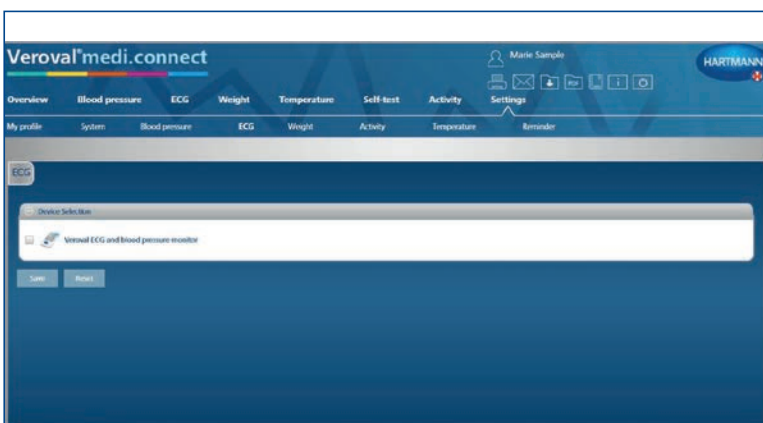 Veroval®medi.connect
Marie Sample
HARTMANN
PDF
i
Overview Blood pressure ECG Weight Temperature Self-test Activity Settings
My profile System Blood pressure ECG Weight Activity Temperature Reminder
ECG
Device Selection
Veroval ECG and blood pressure monitor
Save Reset